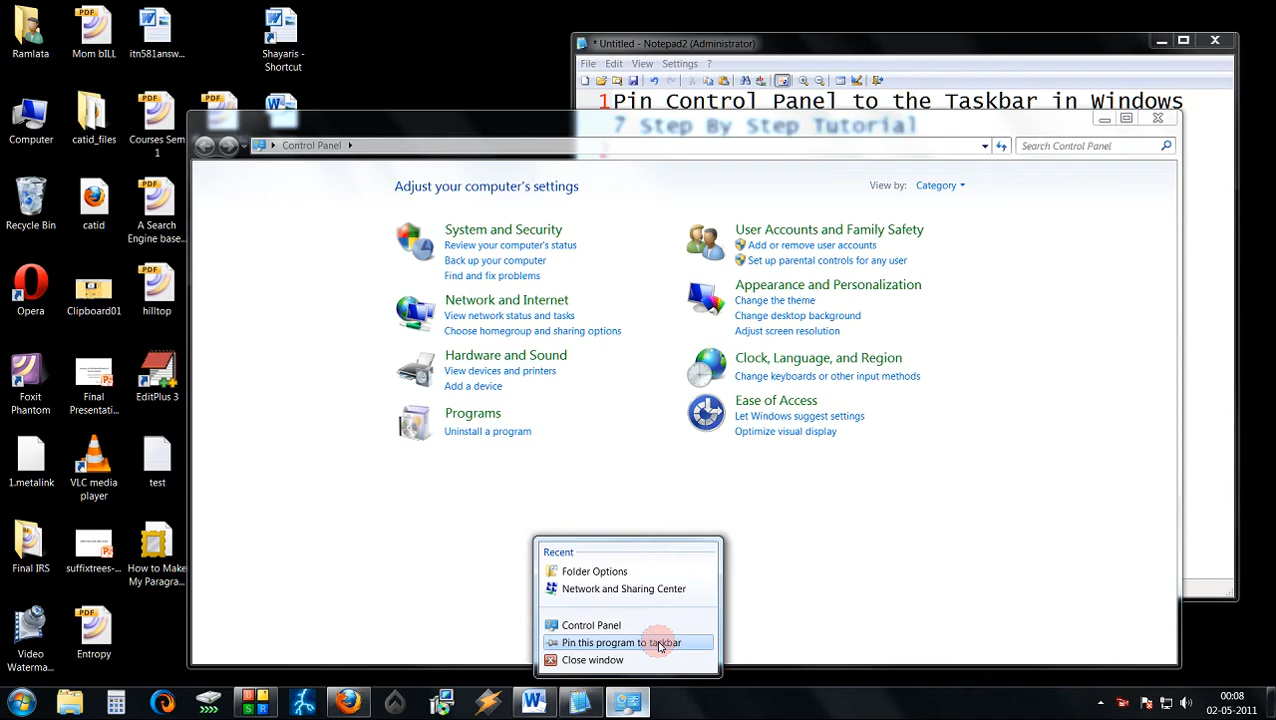 Ramlata
Mom bILL
itn581answ...
Shayaris -
Shortcut
* Untitled - Notepad2 (Administrator)
File Edit View Settings ?
1 Pin Control Panel to the Taskbar in Windows
7 Step By Step Tutorial
Computer
catid_files
Courses Sem
1
Control Panel
Search Control Panel
Adjust your computer's settings
View by: Category
Recycle Bin
catid
A Search
Engine base...
System and Security
Review your computer's status
Back up your computer
Find and fix problems
User Accounts and Family Safety
Add or remove user accounts
Set up parental controls for any user
Opera
Clipboard01
hilltop
Network and Internet
View network status and tasks
Choose homegroup and sharing options
Appearance and Personalization
Change the theme
Change desktop background
Adjust screen resolution
Hardware and Sound
View devices and printers
Add a device
Clock, Language, and Region
Change keyboards or other input methods
Foxit
Phantom
Final
Presentati...
EditPlus 3
Programs
Uninstall a program
Ease of Access
Let Windows suggest settings
Optimize visual display
1.metalink
VLC media
player
test
Final IRS
suffixtrees-...
How to Make
My Paragra...
Recent
Folder Options
Network and Sharing Center
Control Panel
Pin this program to taskbar
Close window
Video
Waterma...
Entropy
00:08
02-05-2011